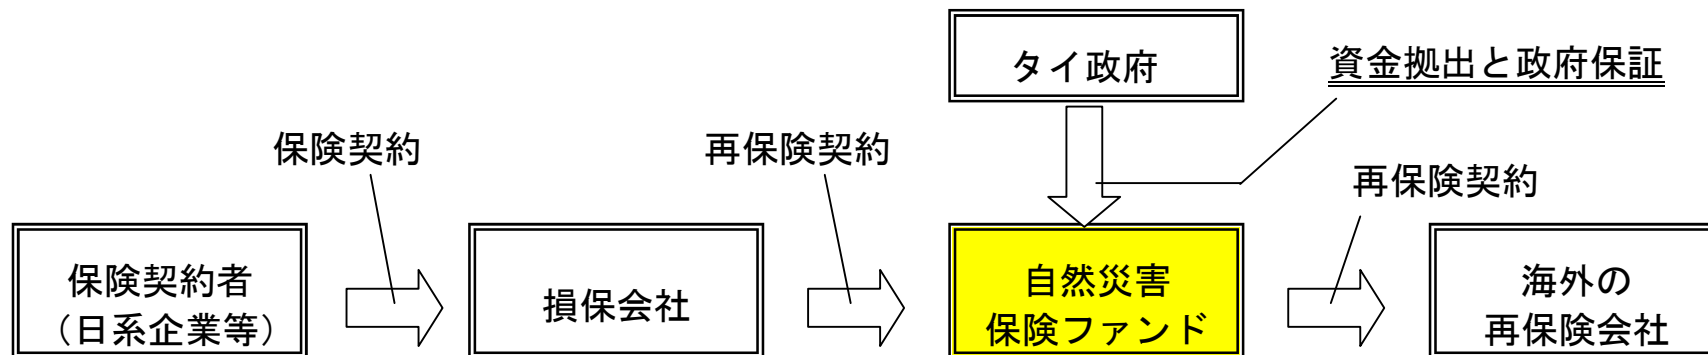 タイ政府
資金拠出と政府保証
保険契約
再保険契約
再保険契約
保険契約者
（日系企業等）
損保会社
自然災害
保険ファンド
海外の
再保険会社